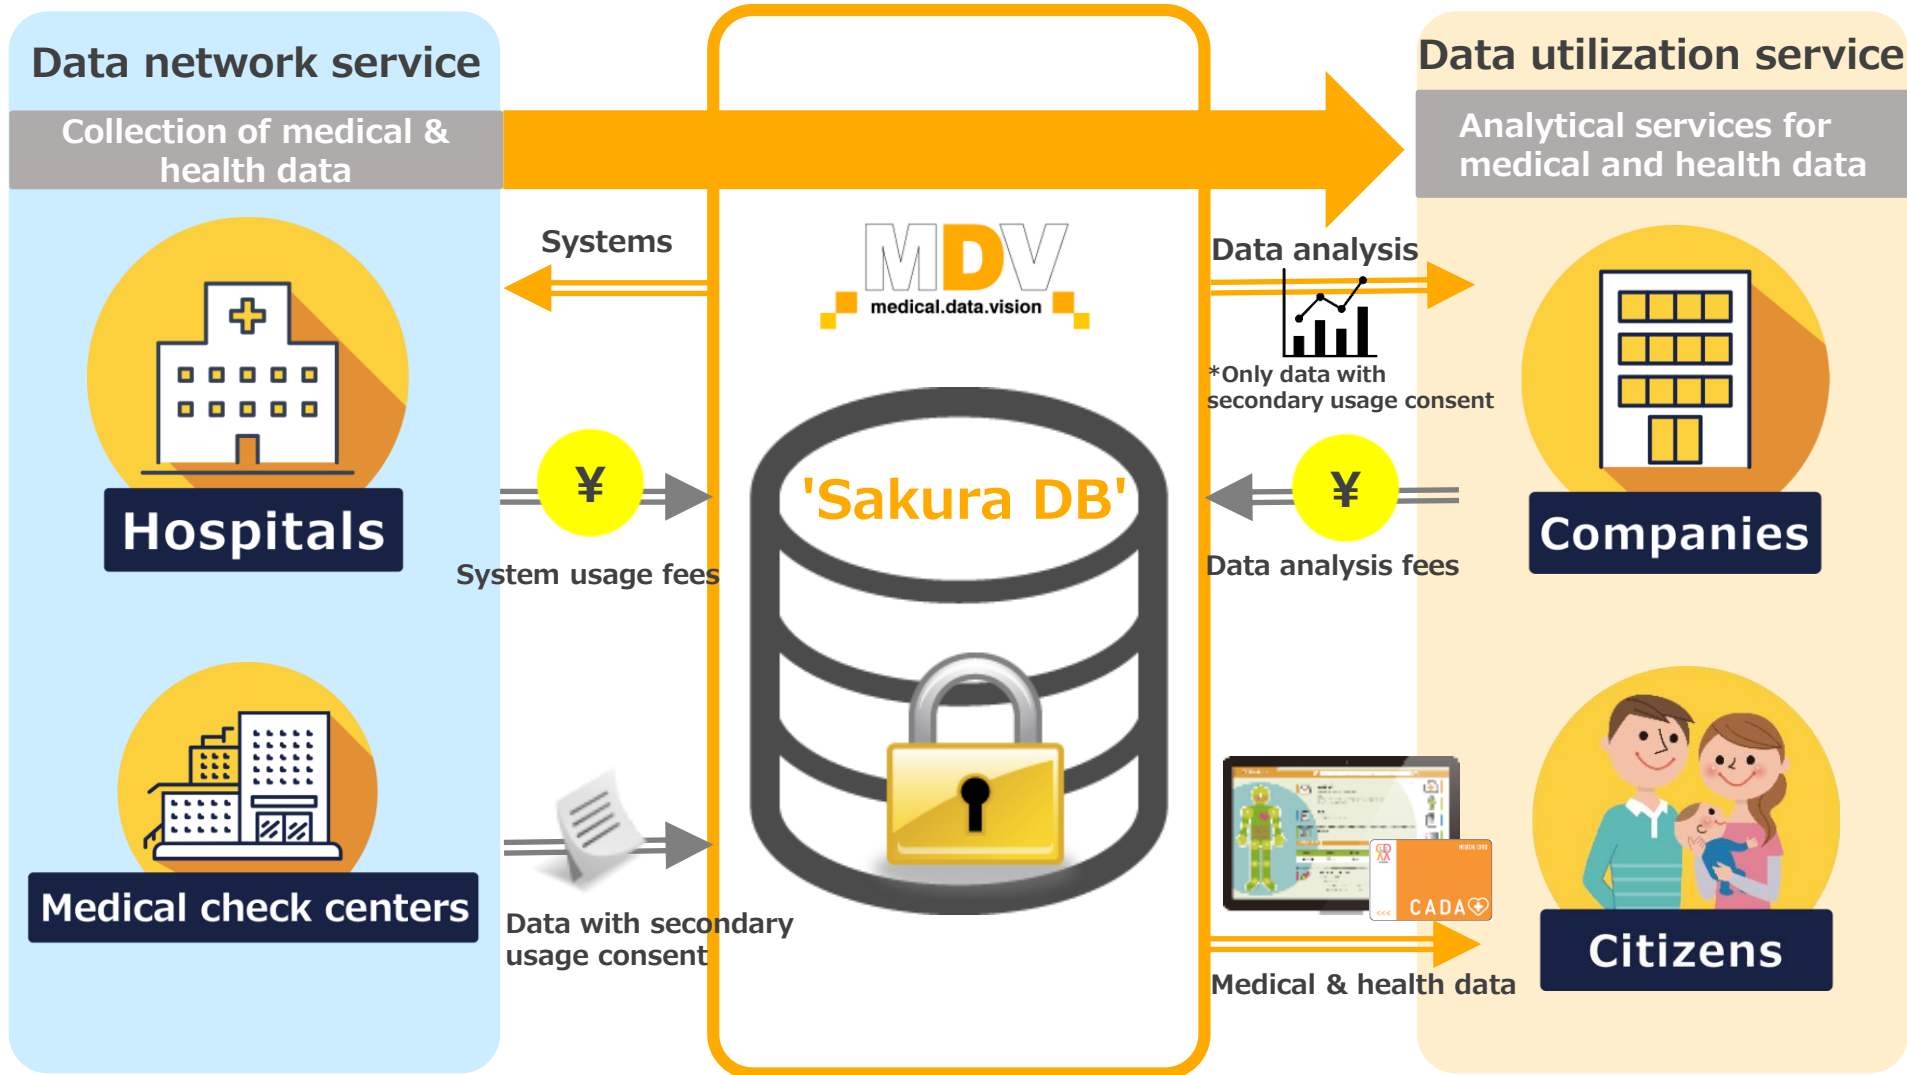 Data network service
Collection of medical &
health data
Hospitals
Medical check centers
Systems
¥
System usage fees
Data with secondary
usage consent
MDV
medical.data.vision
'Sakura DB'
Data analysis
*Only data with
secondary usage consent
¥
Data analysis fees
MEDICAL CARD
<<<
CADA
Medical & health data
Data utilization service
Analytical services for
medical and health data
Companies
Citizens